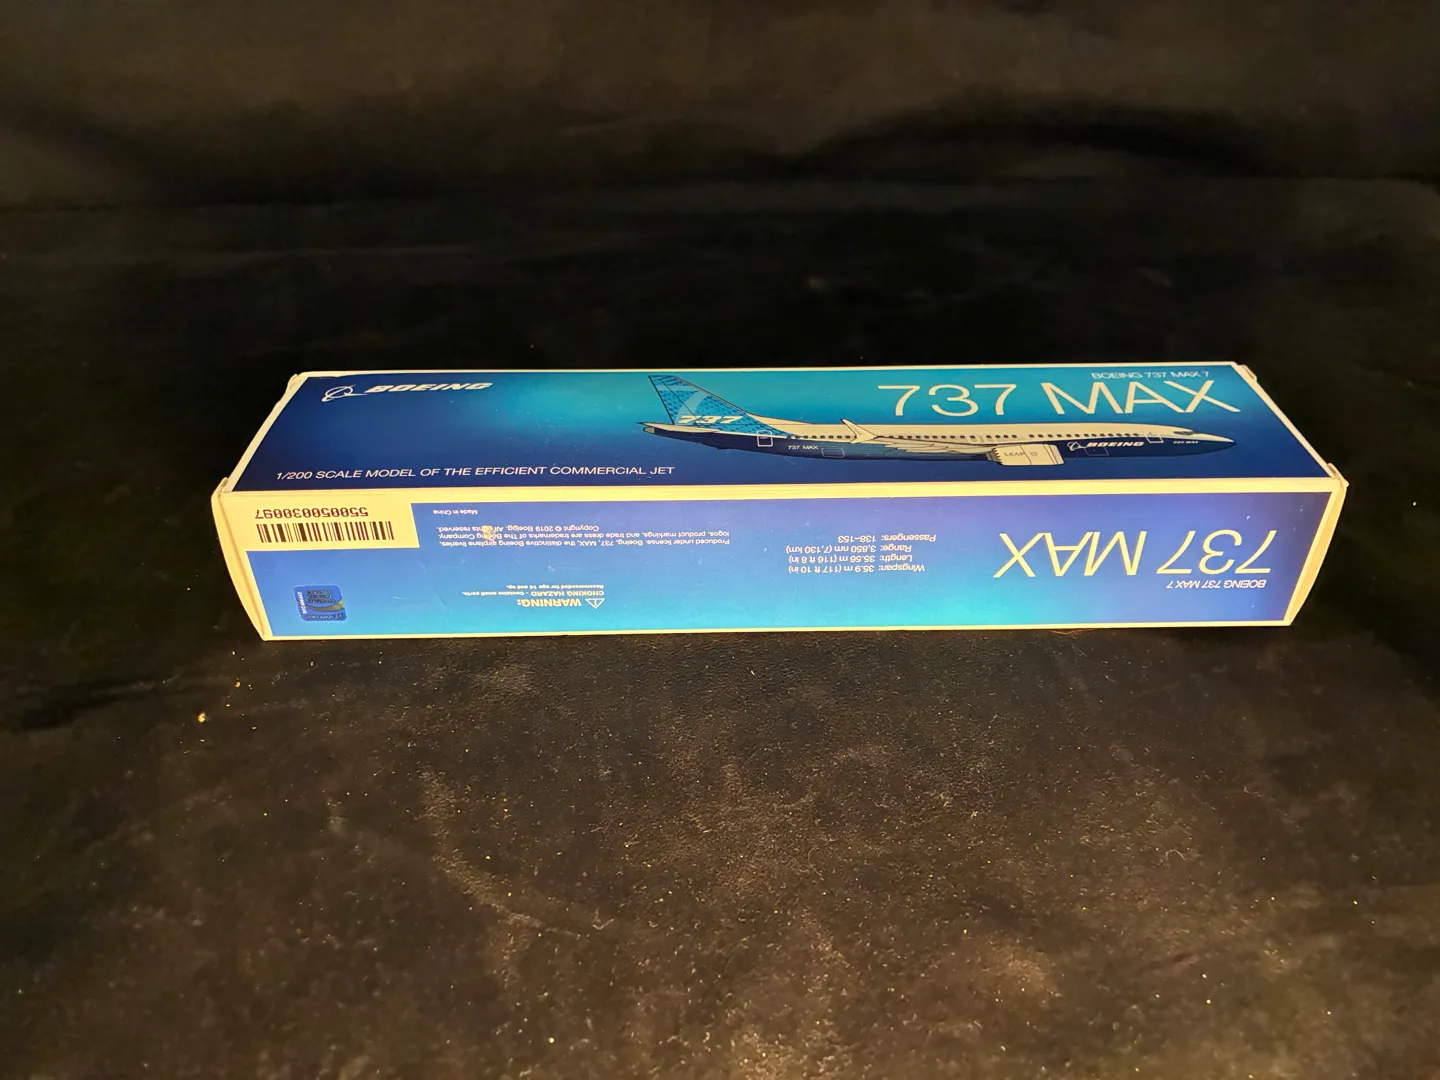 BOEING
BOEING 737 MAX 7
737 MAX
737
737 MAX
LEAP
BOEING
737 MAX
1/200 SCALE MODEL OF THE EFFICIENT COMMERCIAL JET
BOEING 737 MAX 7
737 MAX
Wingspan: 35.9 m (117 ft 10 in)
Length: 35.56 m (116 ft 8 in)
Range: 3,850 nm (7,130 km)
Passengers: 138–153
WARNING:
CHOKING HAZARD - Contains small parts.
Recommended for age 14 and up.
Produced under license. Boeing, 737, MAX, the distinctive Boeing airplane liveries,
logos, product markings, and trade dress are trademarks of The Boeing Company.
Copyright © 2019 Boeing. All rights reserved.
Made in China
550050030097